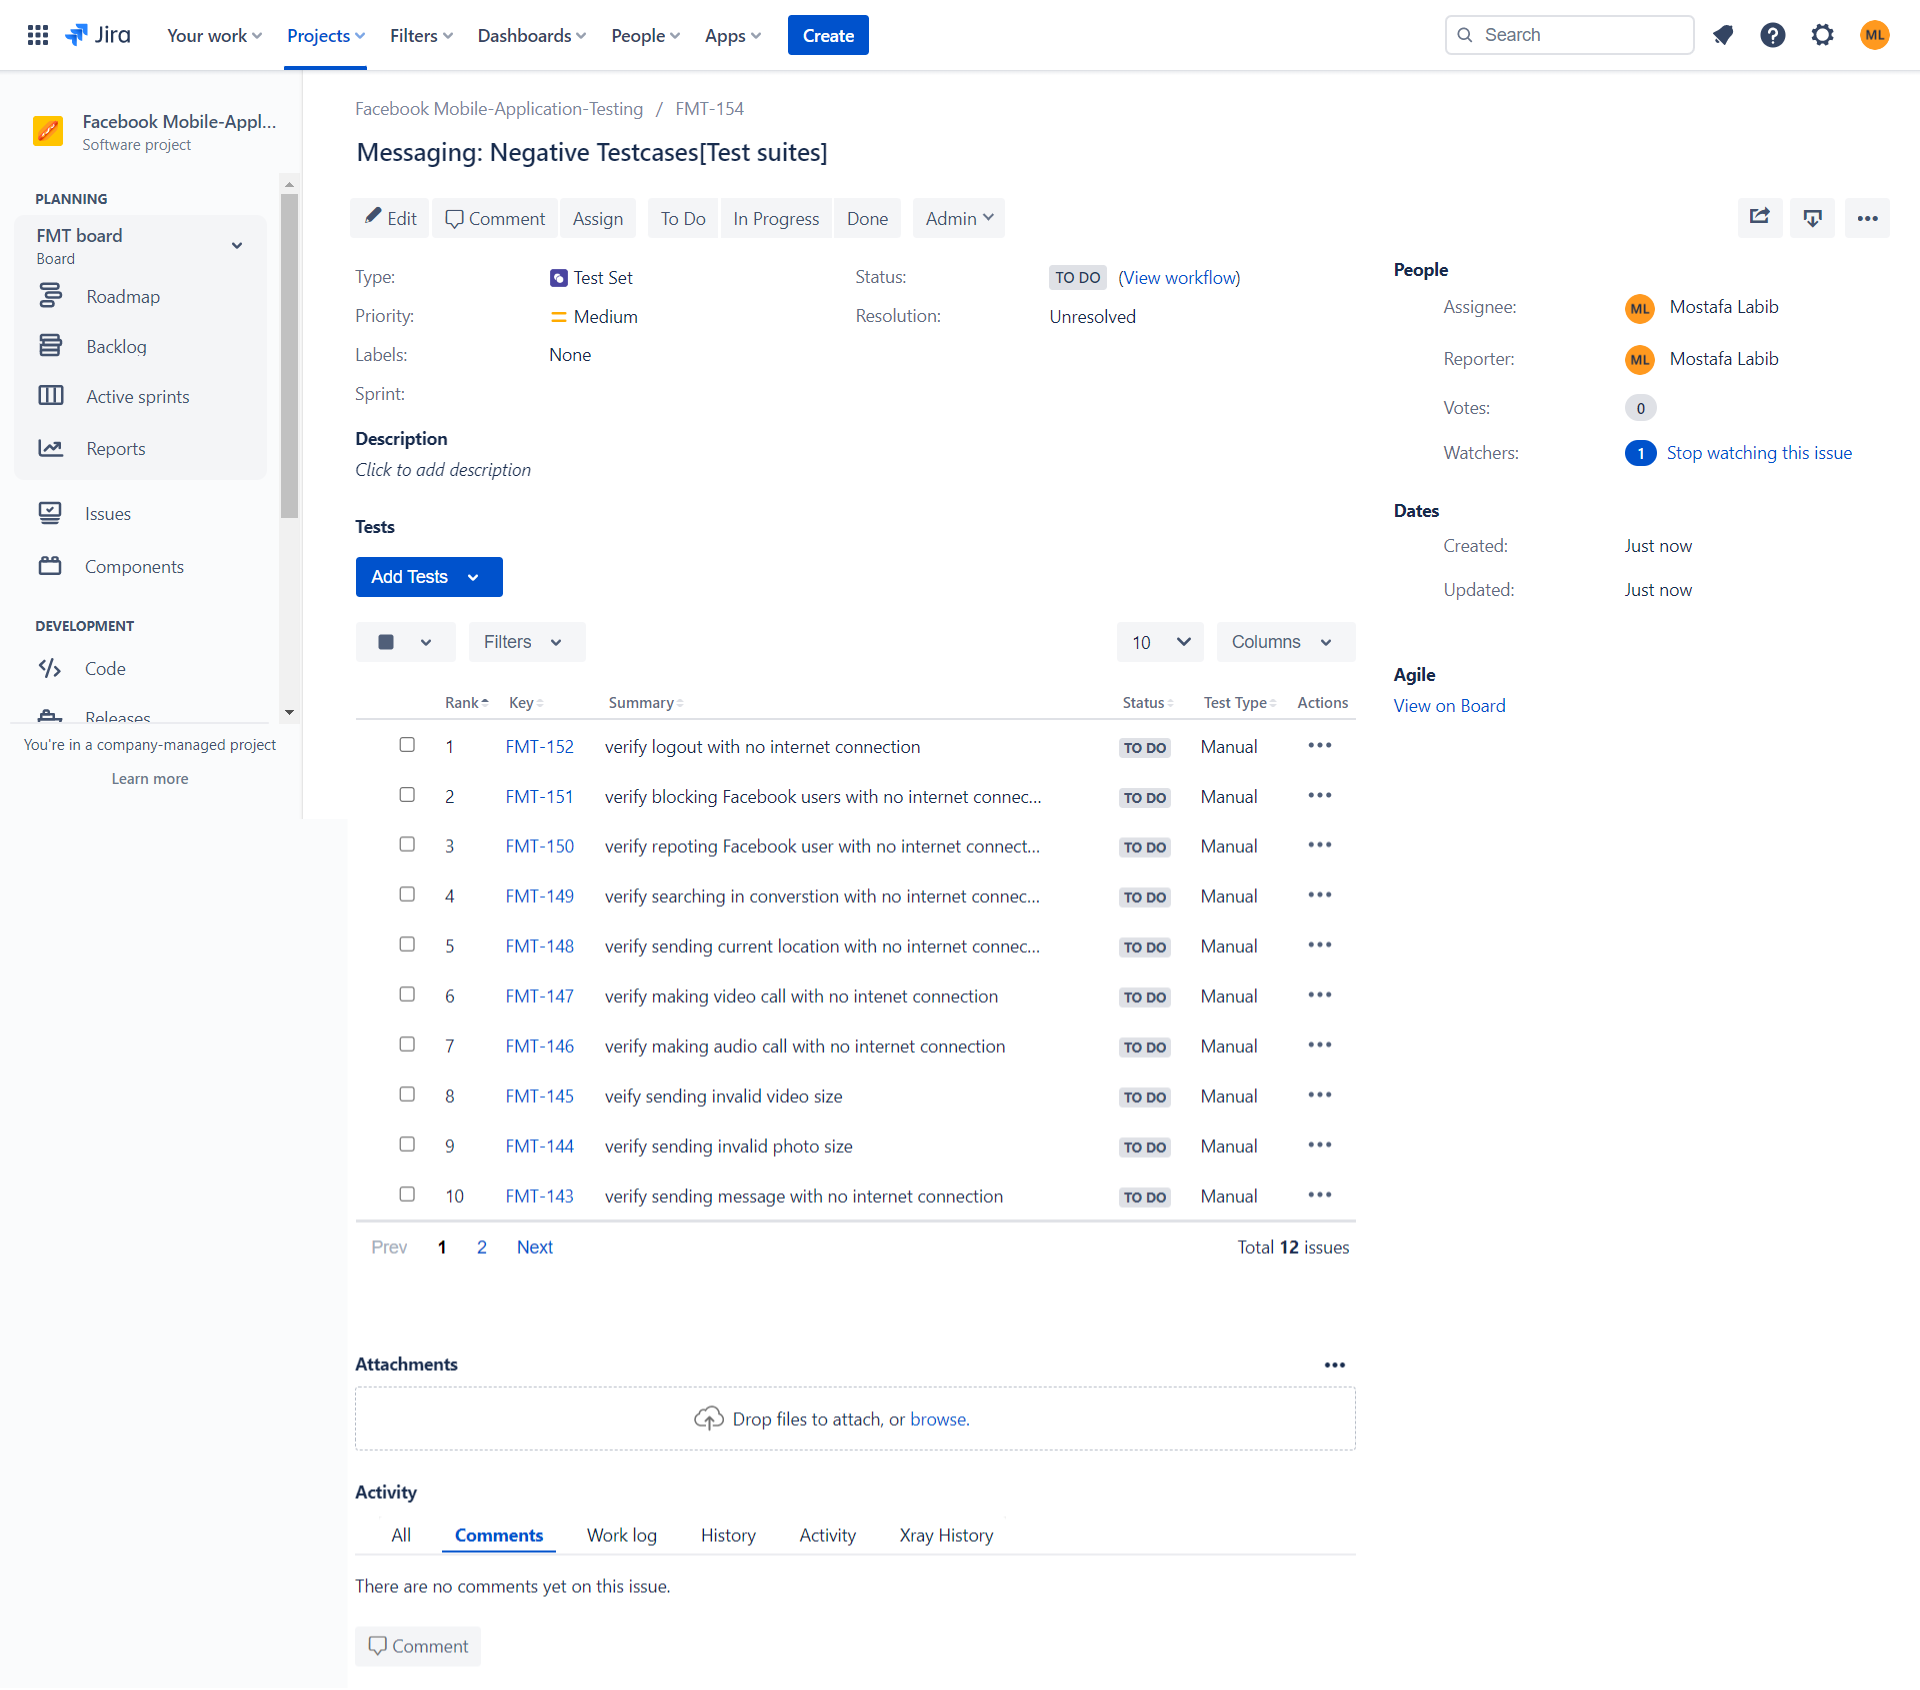 Jira Your work Projects Filters Dashboards People Apps Create Search ML
Facebook Mobile-Appl...
Software project
PLANNING
FMT board
Board
Roadmap
Backlog
Active sprints
Reports
Issues
Components
DEVELOPMENT
Code
Releases
You're in a company-managed project
Learn more
Facebook Mobile-Application-Testing / FMT-154
Messaging: Negative Testcases[Test suites]
Edit Comment Assign To Do In Progress Done Admin
Type: Test Set Status: TO DO (View workflow)
Priority: Medium Resolution: Unresolved
Labels: None
Sprint:
Description
Click to add description
Tests
Add Tests
Filters 10 Columns
Rank Key Summary Status Test Type Actions
1 FMT-152 verify logout with no internet connection TO DO Manual
2 FMT-151 verify blocking Facebook users with no internet connec... TO DO Manual
3 FMT-150 verify repoting Facebook user with no internet connect... TO DO Manual
4 FMT-149 verify searching in converstion with no internet connec... TO DO Manual
5 FMT-148 verify sending current location with no internet connec... TO DO Manual
6 FMT-147 verify making video call with no intenet connection TO DO Manual
7 FMT-146 verify making audio call with no internet connection TO DO Manual
8 FMT-145 veify sending invalid video size TO DO Manual
9 FMT-144 verify sending invalid photo size TO DO Manual
10 FMT-143 verify sending message with no internet connection TO DO Manual
Prev 1 2 Next Total 12 issues
Attachments
Drop files to attach, or browse.
Activity
All Comments Work log History Activity Xray History
There are no comments yet on this issue.
Comment
People
Assignee: ML Mostafa Labib
Reporter: ML Mostafa Labib
Votes: 0
Watchers: 1 Stop watching this issue
Dates
Created: Just now
Updated: Just now
Agile
View on Board